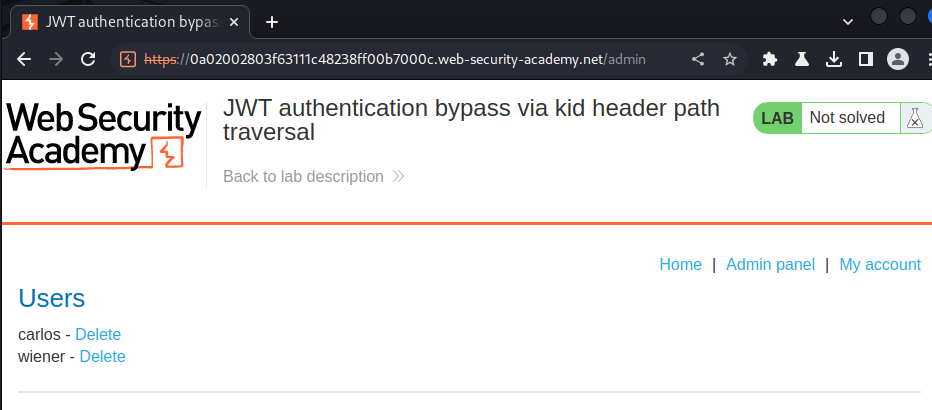 JWT authentication bypas
https://0a02002803f63111c48238ff00b7000c.web-security-academy.net/admin
Web Security
Academy
JWT authentication bypass via kid header path
traversal
LAB Not solved
Back to lab description
Home | Admin panel | My account
Users
carlos - Delete
wiener - Delete